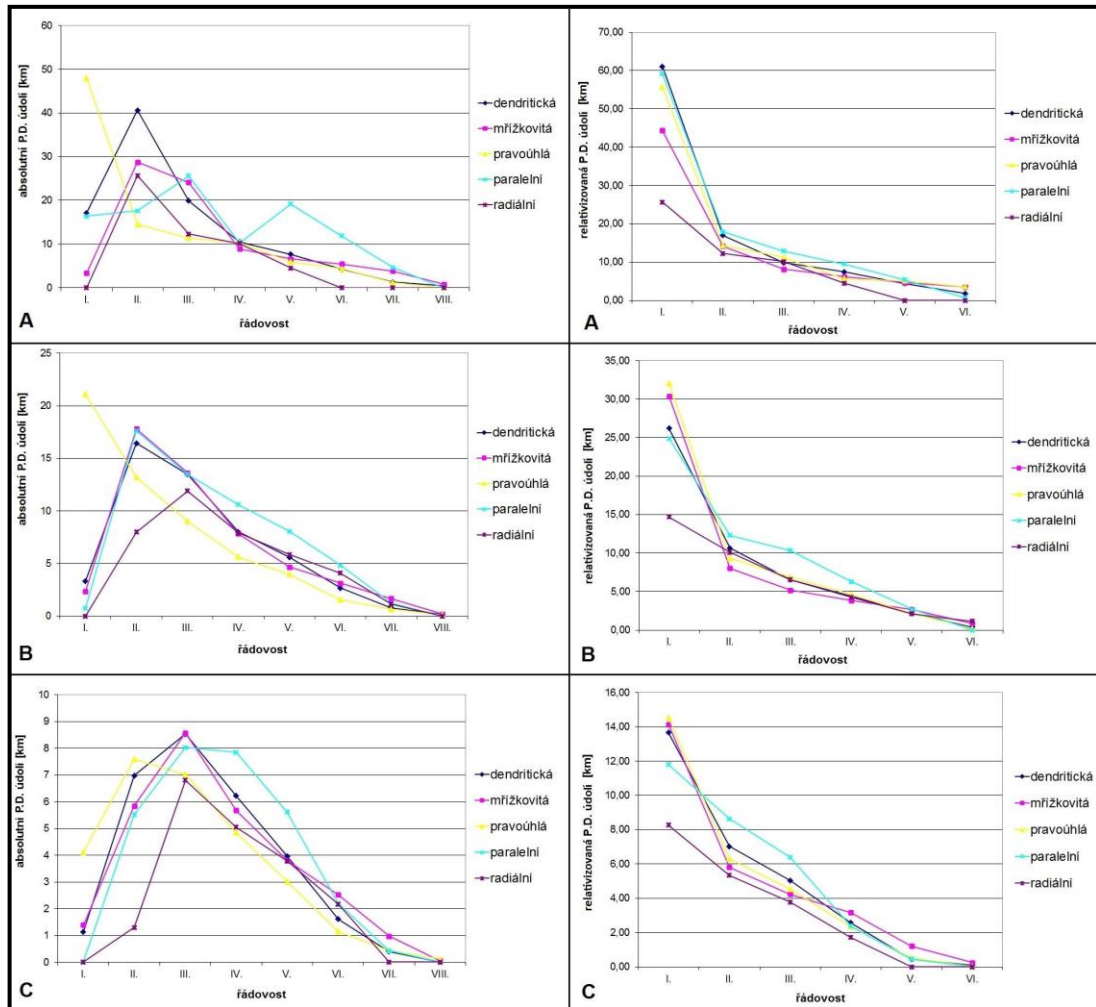 absolutní P.D. údolí [km]
60
50
40
30
20
10
0
I.
II.
III.
IV.
V.
VI.
VII.
VIII.
řádovost
dendritická
mřížkovitá
pravoúhlá
paralelní
radiální
A
relativizovaná P.D. údolí [km]
70,00
60,00
50,00
40,00
30,00
20,00
10,00
0,00
I.
II.
III.
IV.
V.
VI.
řádovost
dendritická
mřížkovitá
pravoúhlá
paralelní
radiální
A
absolutní P.D. údolí [km]
25
20
15
10
5
0
I.
II.
III.
IV.
V.
VI.
VII.
VIII.
řádovost
dendritická
mřížkovitá
pravoúhlá
paralelní
radiální
B
relativizovaná P.D. údolí [km]
35,00
30,00
25,00
20,00
15,00
10,00
5,00
0,00
I.
II.
III.
IV.
V.
VI.
řádovost
dendritická
mřížkovitá
pravoúhlá
paralelní
radiální
B
absolutní P.D. údolí [km]
10
9
8
7
6
5
4
3
2
1
0
I.
II.
III.
IV.
V.
VI.
VII.
VIII.
řádovost
dendritická
mřížkovitá
pravoúhlá
paralelní
radiální
C
relativizovaná P.D. údolí [km]
16,00
14,00
12,00
10,00
8,00
6,00
4,00
2,00
0,00
I.
II.
III.
IV.
V.
VI.
řádovost
dendritická
mřížkovitá
pravoúhlá
paralelní
radiální
C